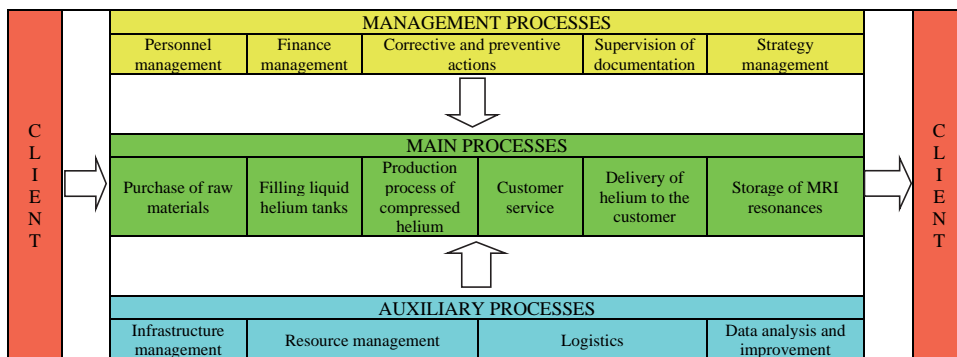 MANAGEMENT PROCESSES
Personnel
management
Finance
management
Corrective and preventive
actions
Supervision of
documentation
Strategy
management
C
L
I
E
N
T
MAIN PROCESSES
Purchase of raw
materials
Filling liquid
helium tanks
Production
process of
compressed
helium
Customer
service
Delivery of
helium to the
customer
Storage of MRI
resonances
C
L
I
E
N
T
AUXILIARY PROCESSES
Infrastructure
management
Resource management
Logistics
Data analysis and
improvement